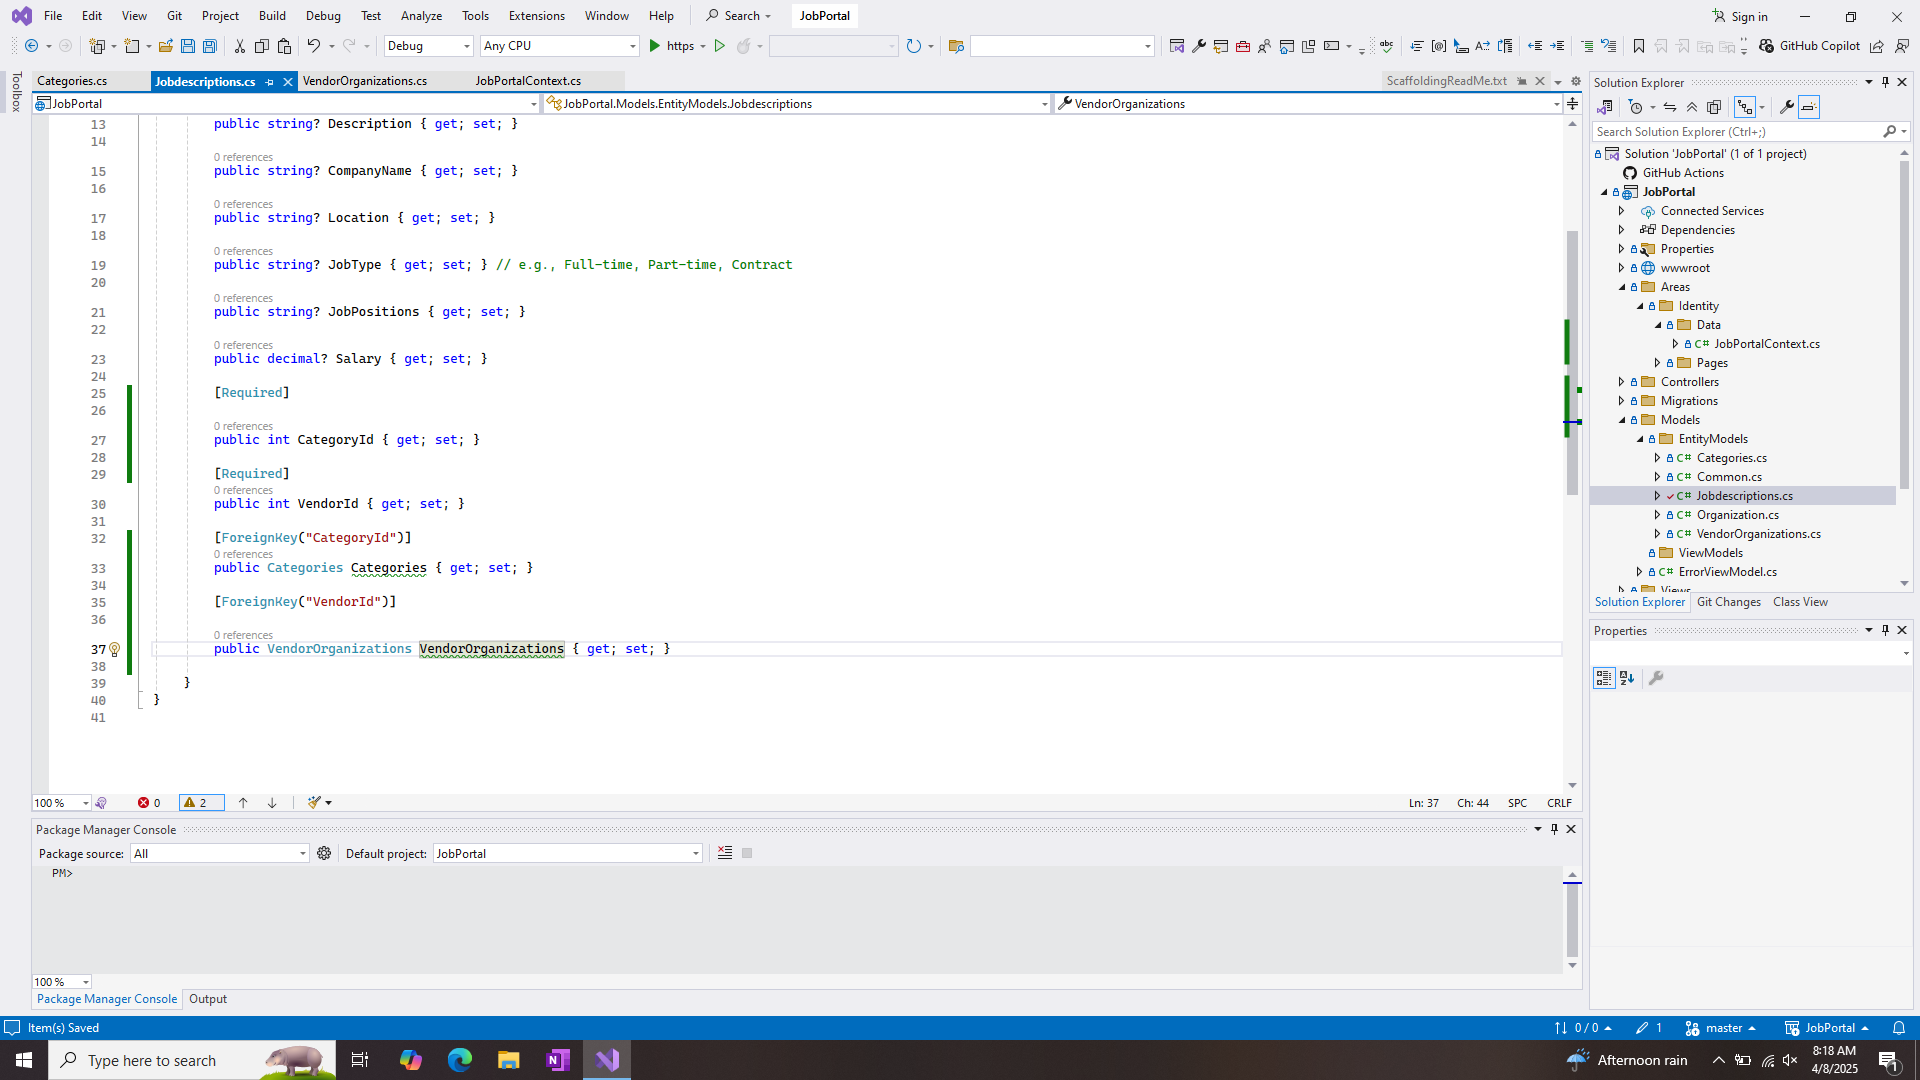 File Edit View Git Project Build Debug Test Analyze Tools Extensions Window Help Search JobPortal Sign in
Debug Any CPU https GitHub Copilot
Toolbox
Categories.cs Jobdescriptions.cs VendorOrganizations.cs JobPortalContext.cs ScaffoldingReadMe.txt
JobPortal JobPortal.Models.EntityModels.Jobdescriptions VendorOrganizations
13 public string? Description { get; set; }
14
0 references
15 public string? CompanyName { get; set; }
16
0 references
17 public string? Location { get; set; }
18
0 references
19 public string? JobType { get; set; } // e.g., Full-time, Part-time, Contract
20
0 references
21 public string? JobPositions { get; set; }
22
0 references
23 public decimal? Salary { get; set; }
24
25 [Required]
26
0 references
27 public int CategoryId { get; set; }
28
29 [Required]
0 references
30 public int VendorId { get; set; }
31
32 [ForeignKey("CategoryId")]
0 references
33 public Categories Categories { get; set; }
34
35 [ForeignKey("VendorId")]
36
0 references
37 public VendorOrganizations VendorOrganizations { get; set; }
38
39 }
40 }
41
100 % 0 2 Ln: 37 Ch: 44 SPC CRLF
Package Manager Console
Package source: All Default project: JobPortal
PM>
100 %
Package Manager Console Output
Solution Explorer
Search Solution Explorer (Ctrl+;)
Solution 'JobPortal' (1 of 1 project)
GitHub Actions
JobPortal
Connected Services
Dependencies
Properties
wwwroot
Areas
Identity
Data
C# JobPortalContext.cs
Pages
Controllers
Migrations
Models
EntityModels
C# Categories.cs
C# Common.cs
C# Jobdescriptions.cs
C# Organization.cs
C# VendorOrganizations.cs
ViewModels
C# ErrorViewModel.cs
Views
Solution Explorer Git Changes Class View
Properties
Item(s) Saved 0 / 0 1 master JobPortal
Type here to search Afternoon rain 8:18 AM
4/8/2025 1